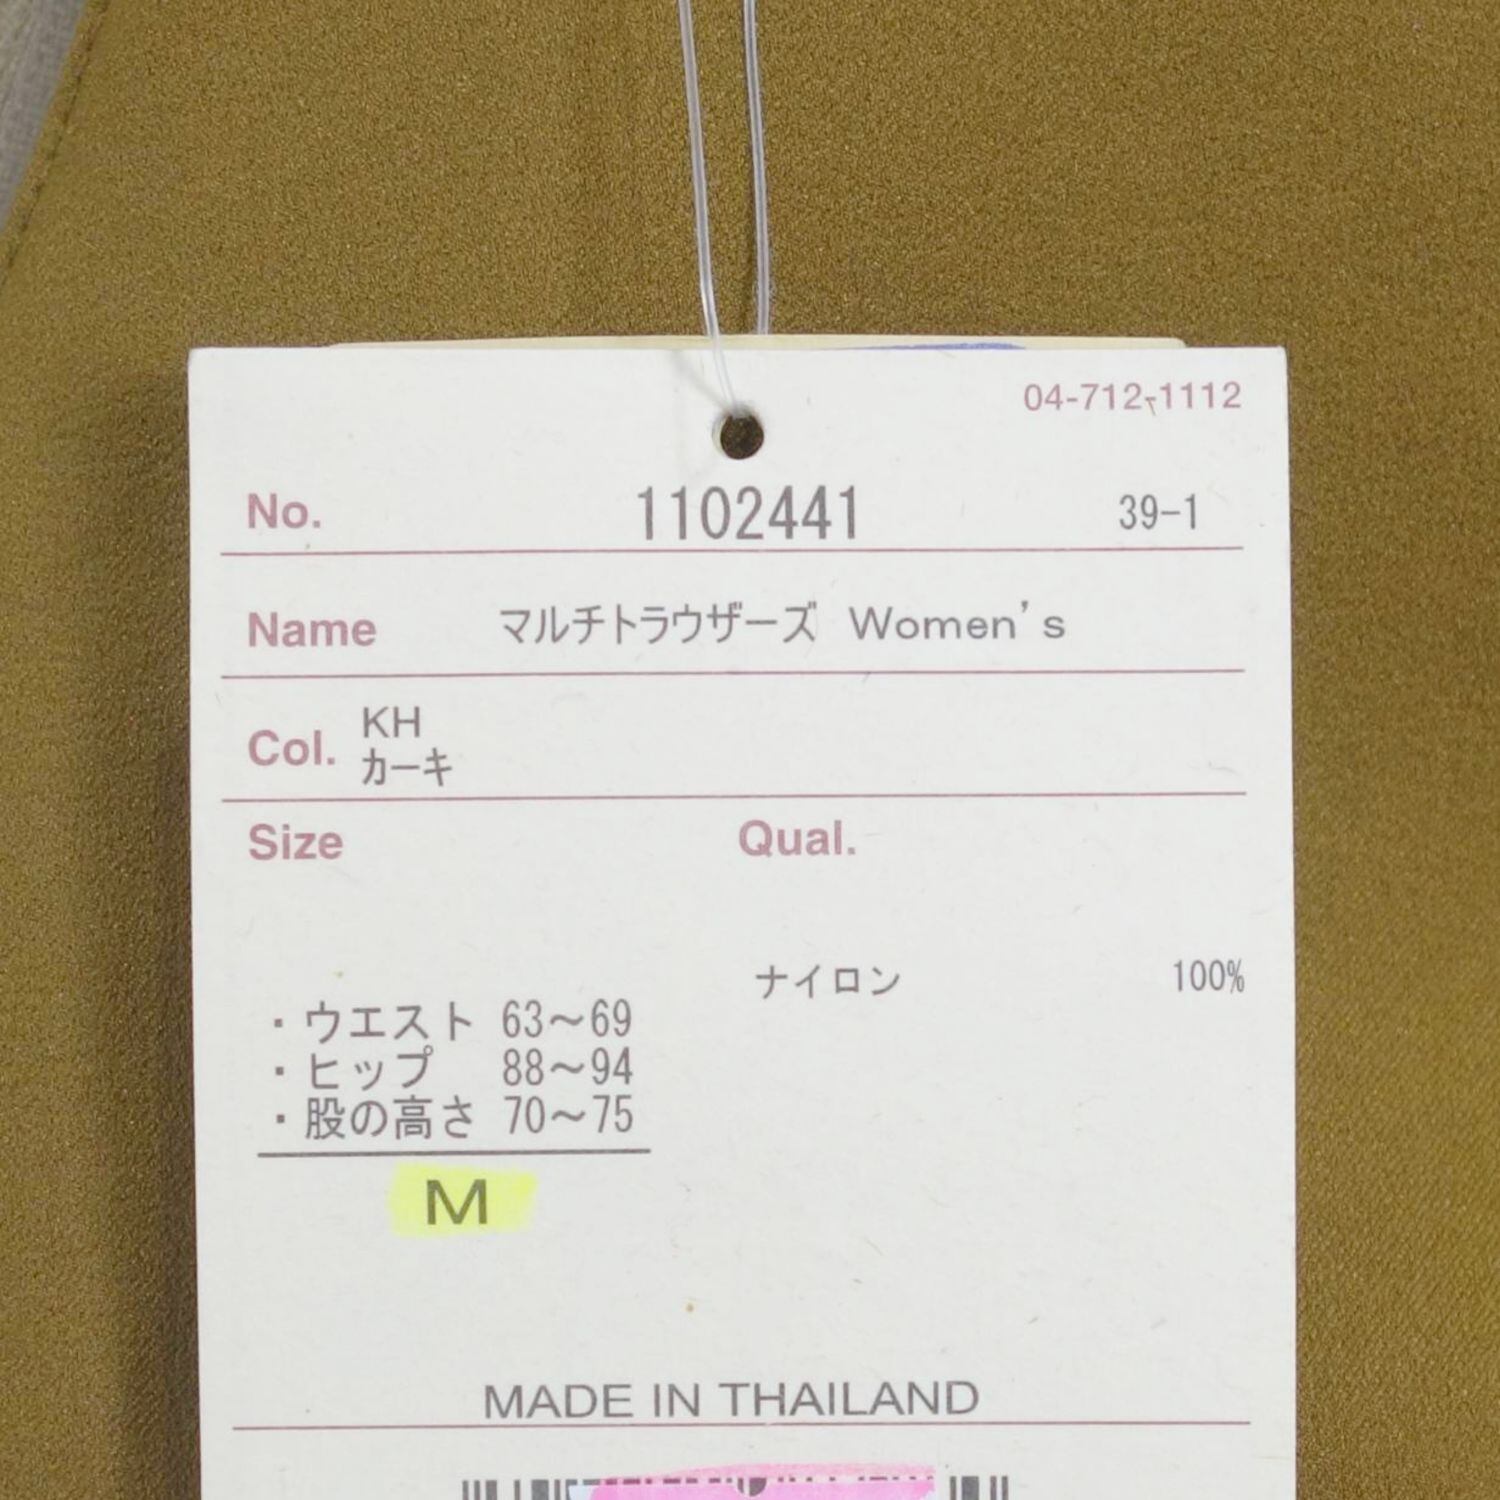 04-712-1112
No. 1102441 39-1
Name マルチトラウザーズ Women's
Col. KH
カーキ
Size Qual.
ナイロン 100%
・ウエスト 63〜69
・ヒップ 88〜94
・股の高さ 70〜75
M
MADE IN THAILAND